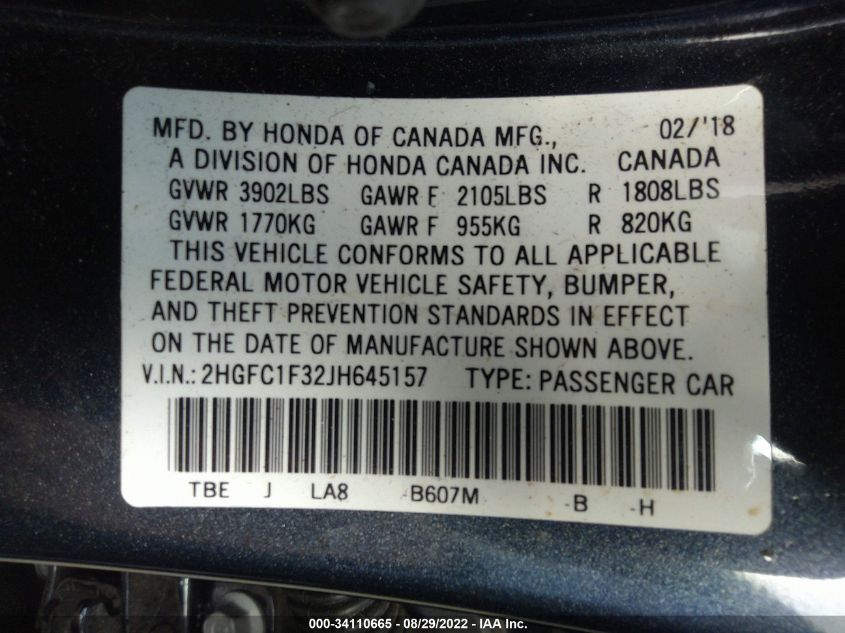 MFD. BY HONDA OF CANADA MFG., 02/'18
A DIVISION OF HONDA CANADA INC. CANADA
GVWR 3902LBS GAWR F 2105LBS R 1808LBS
GVWR 1770KG GAWR F 955KG R 820KG
THIS VEHICLE CONFORMS TO ALL APPLICABLE
FEDERAL MOTOR VEHICLE SAFETY, BUMPER,
AND THEFT PREVENTION STANDARDS IN EFFECT
ON THE DATE OF MANUFACTURE SHOWN ABOVE.
V.I.N.: 2HGFC1F32JH645157 TYPE: PASSENGER CAR
TBE J LA8 -B607M -B -H
000-34110665 - 08/29/2022 - IAA Inc.